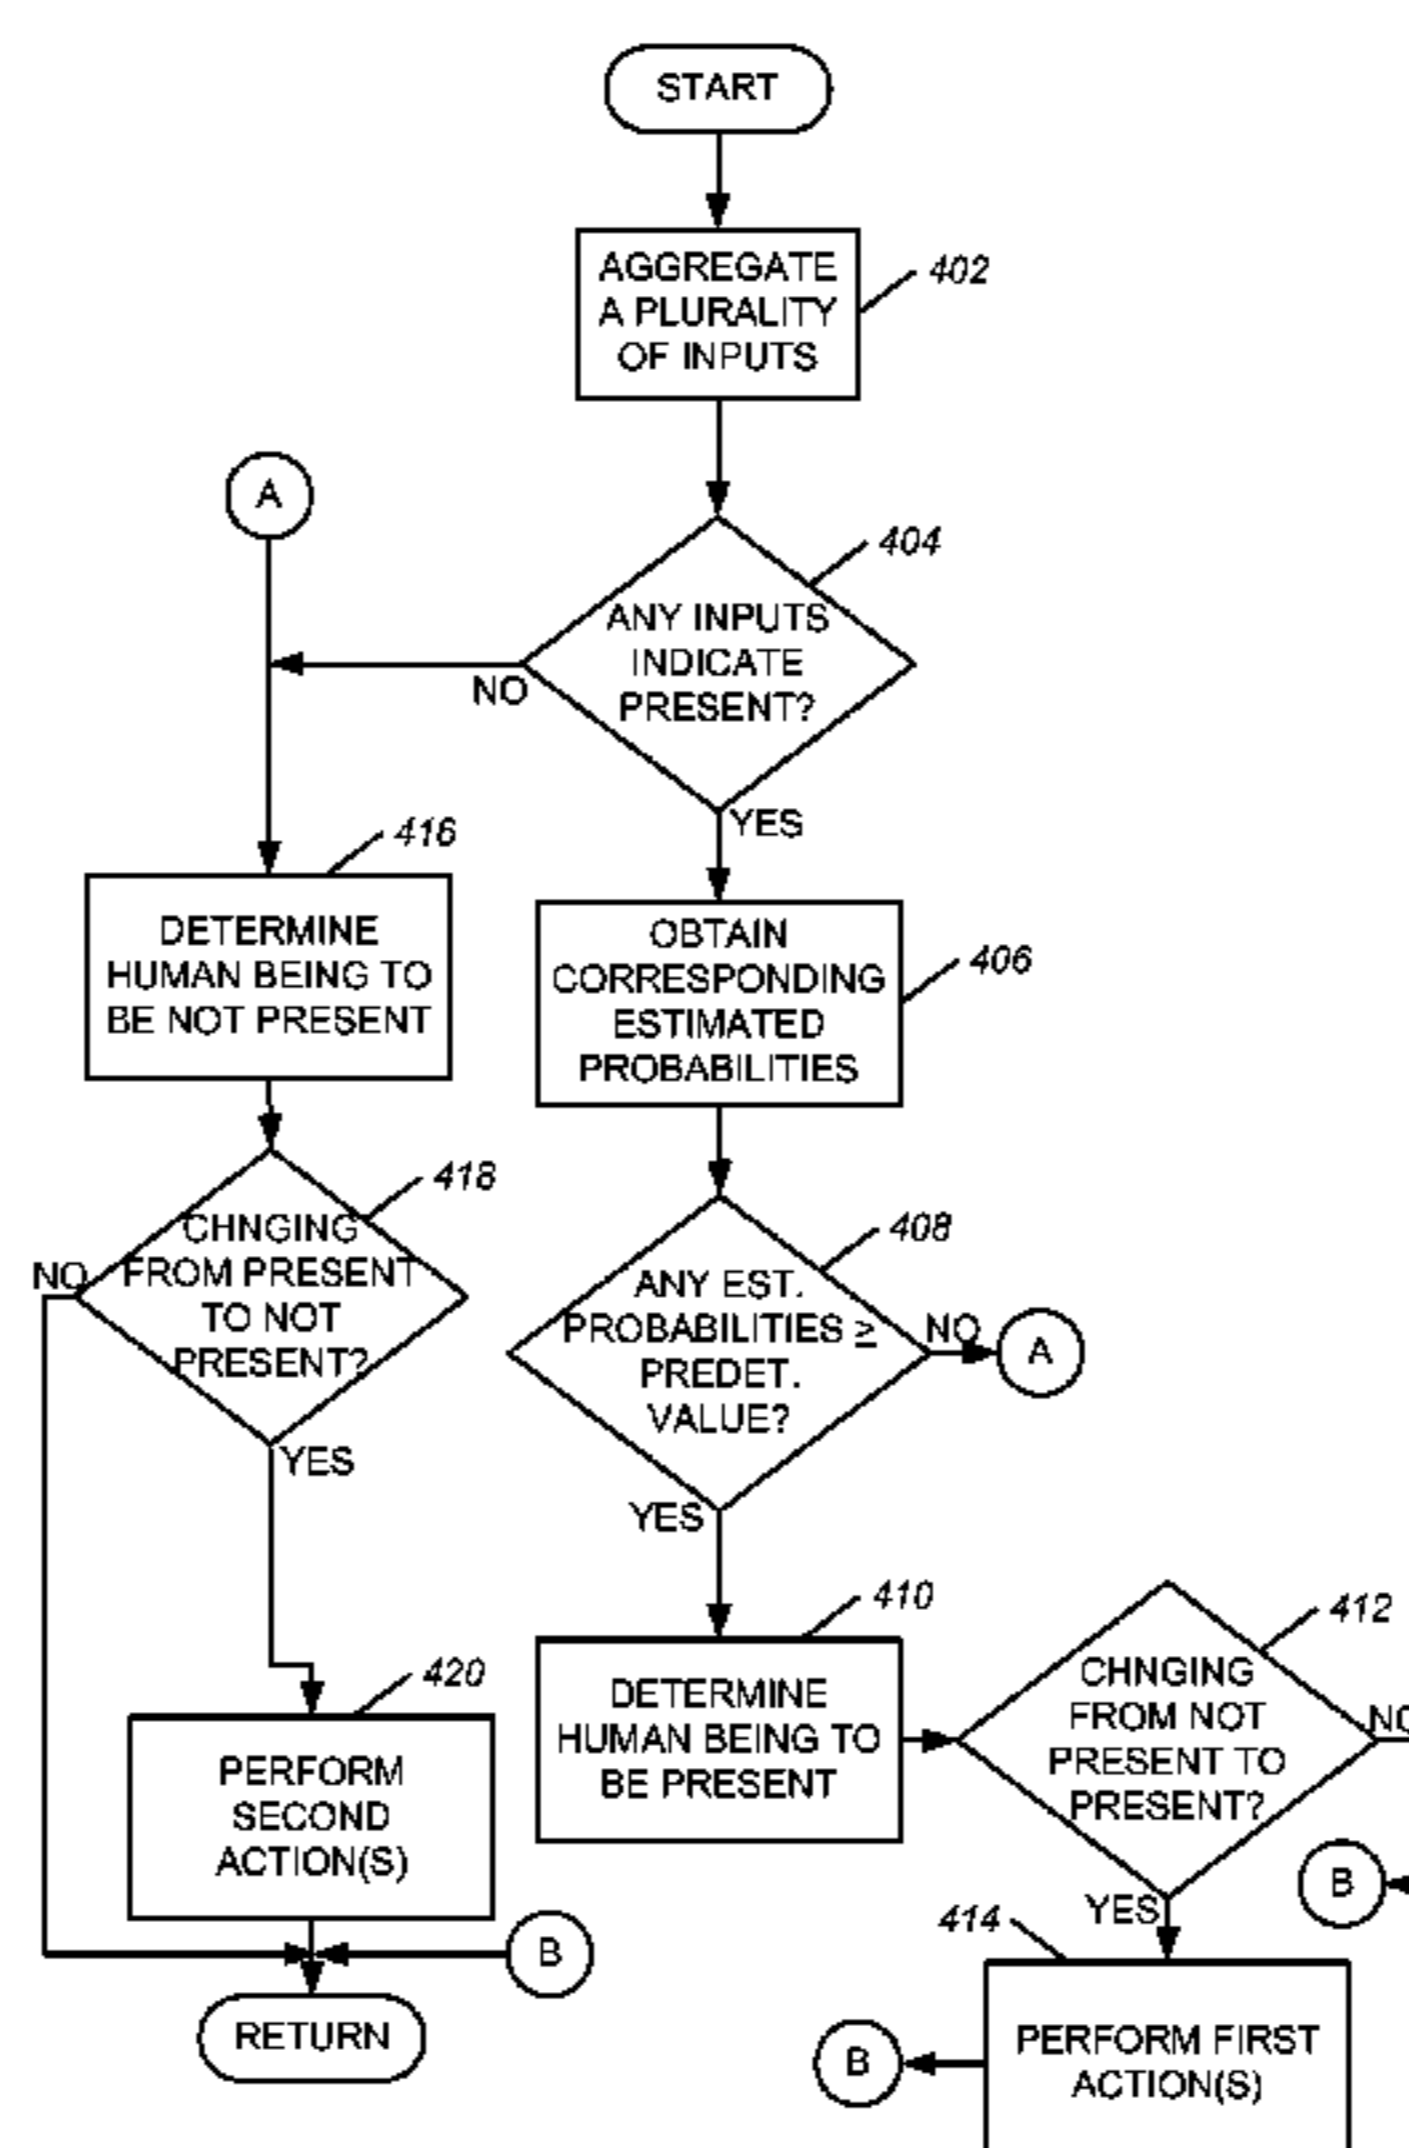 START
AGGREGATE
A PLURALITY
OF INPUTS
402
A
404
ANY INPUTS
INDICATE
PRESENT?
NO
YES
416
DETERMINE
HUMAN BEING TO
BE NOT PRESENT
OBTAIN
CORRESPONDING
ESTIMATED
PROBABILITIES
406
418
CHNGING
FROM PRESENT
TO NOT
PRESENT?
NO
YES
408
ANY EST.
PROBABILITIES ≥
PREDET.
VALUE?
NO
A
YES
410
DETERMINE
HUMAN BEING TO
BE PRESENT
412
CHNGING
FROM NOT
PRESENT TO
PRESENT?
NO
B
YES
420
PERFORM
SECOND
ACTION(S)
B
RETURN
414
PERFORM FIRST
ACTION(S)
B